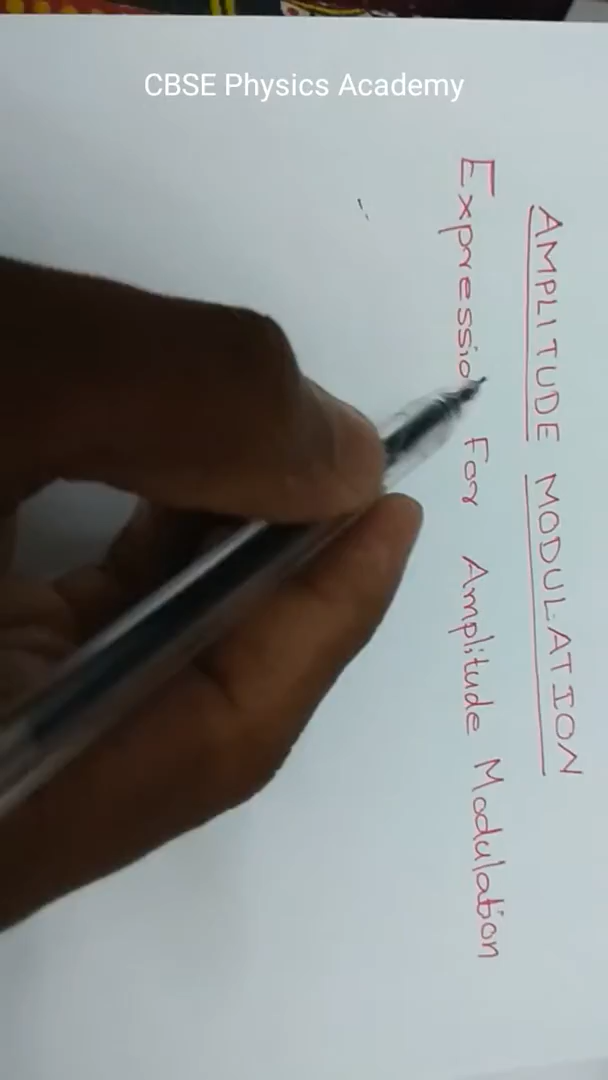 CBSE Physics Academy
AMPLITUDE MODULATION
Expression For Amplitude Modulation